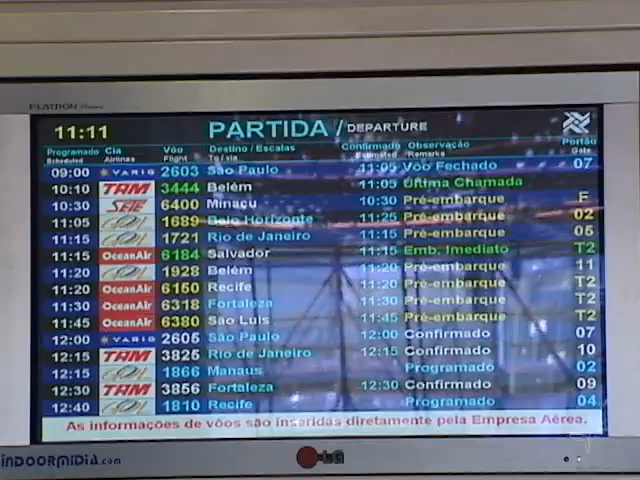 FLATRON
11:11 PARTIDA / DEPARTURE
Programado Cia Vôo Destino / Escalas Confirmado Observação Portão
Scheduled Airlines Flight To / via Estimated Remarks Gate
09:00 VARIG 2603 São Paulo 11:05 Vôo Fechado 07
10:10 TAM 3444 Belém 11:05 Última Chamada
10:30 SETE 6400 Minaçu 10:30 Pré-embarque F
11:05 GOL 1689 Belo Horizonte 11:25 Pré-embarque 02
11:15 GOL 1721 Rio de Janeiro 11:15 Pré-embarque 05
11:15 OceanAir 6184 Salvador 11:15 Emb. Imediato T2
11:20 GOL 1928 Belém 11:20 Pré-embarque 11
11:20 OceanAir 6150 Recife 11:20 Pré-embarque T2
11:30 OceanAir 6318 Fortaleza 11:30 Pré-embarque T2
11:45 OceanAir 6380 São Luis 11:45 Pré-embarque T2
12:00 VARIG 2605 São Paulo 12:00 Confirmado 07
12:15 TAM 3825 Rio de Janeiro 12:15 Confirmado 10
12:15 GOL 1866 Manaus Programado 02
12:30 TAM 3856 Fortaleza 12:30 Confirmado 09
12:40 GOL 1810 Recife Programado 04
As informações de vôos são inseridas diretamente pela Empresa Aérea.
INDOORMIDIA.com LG